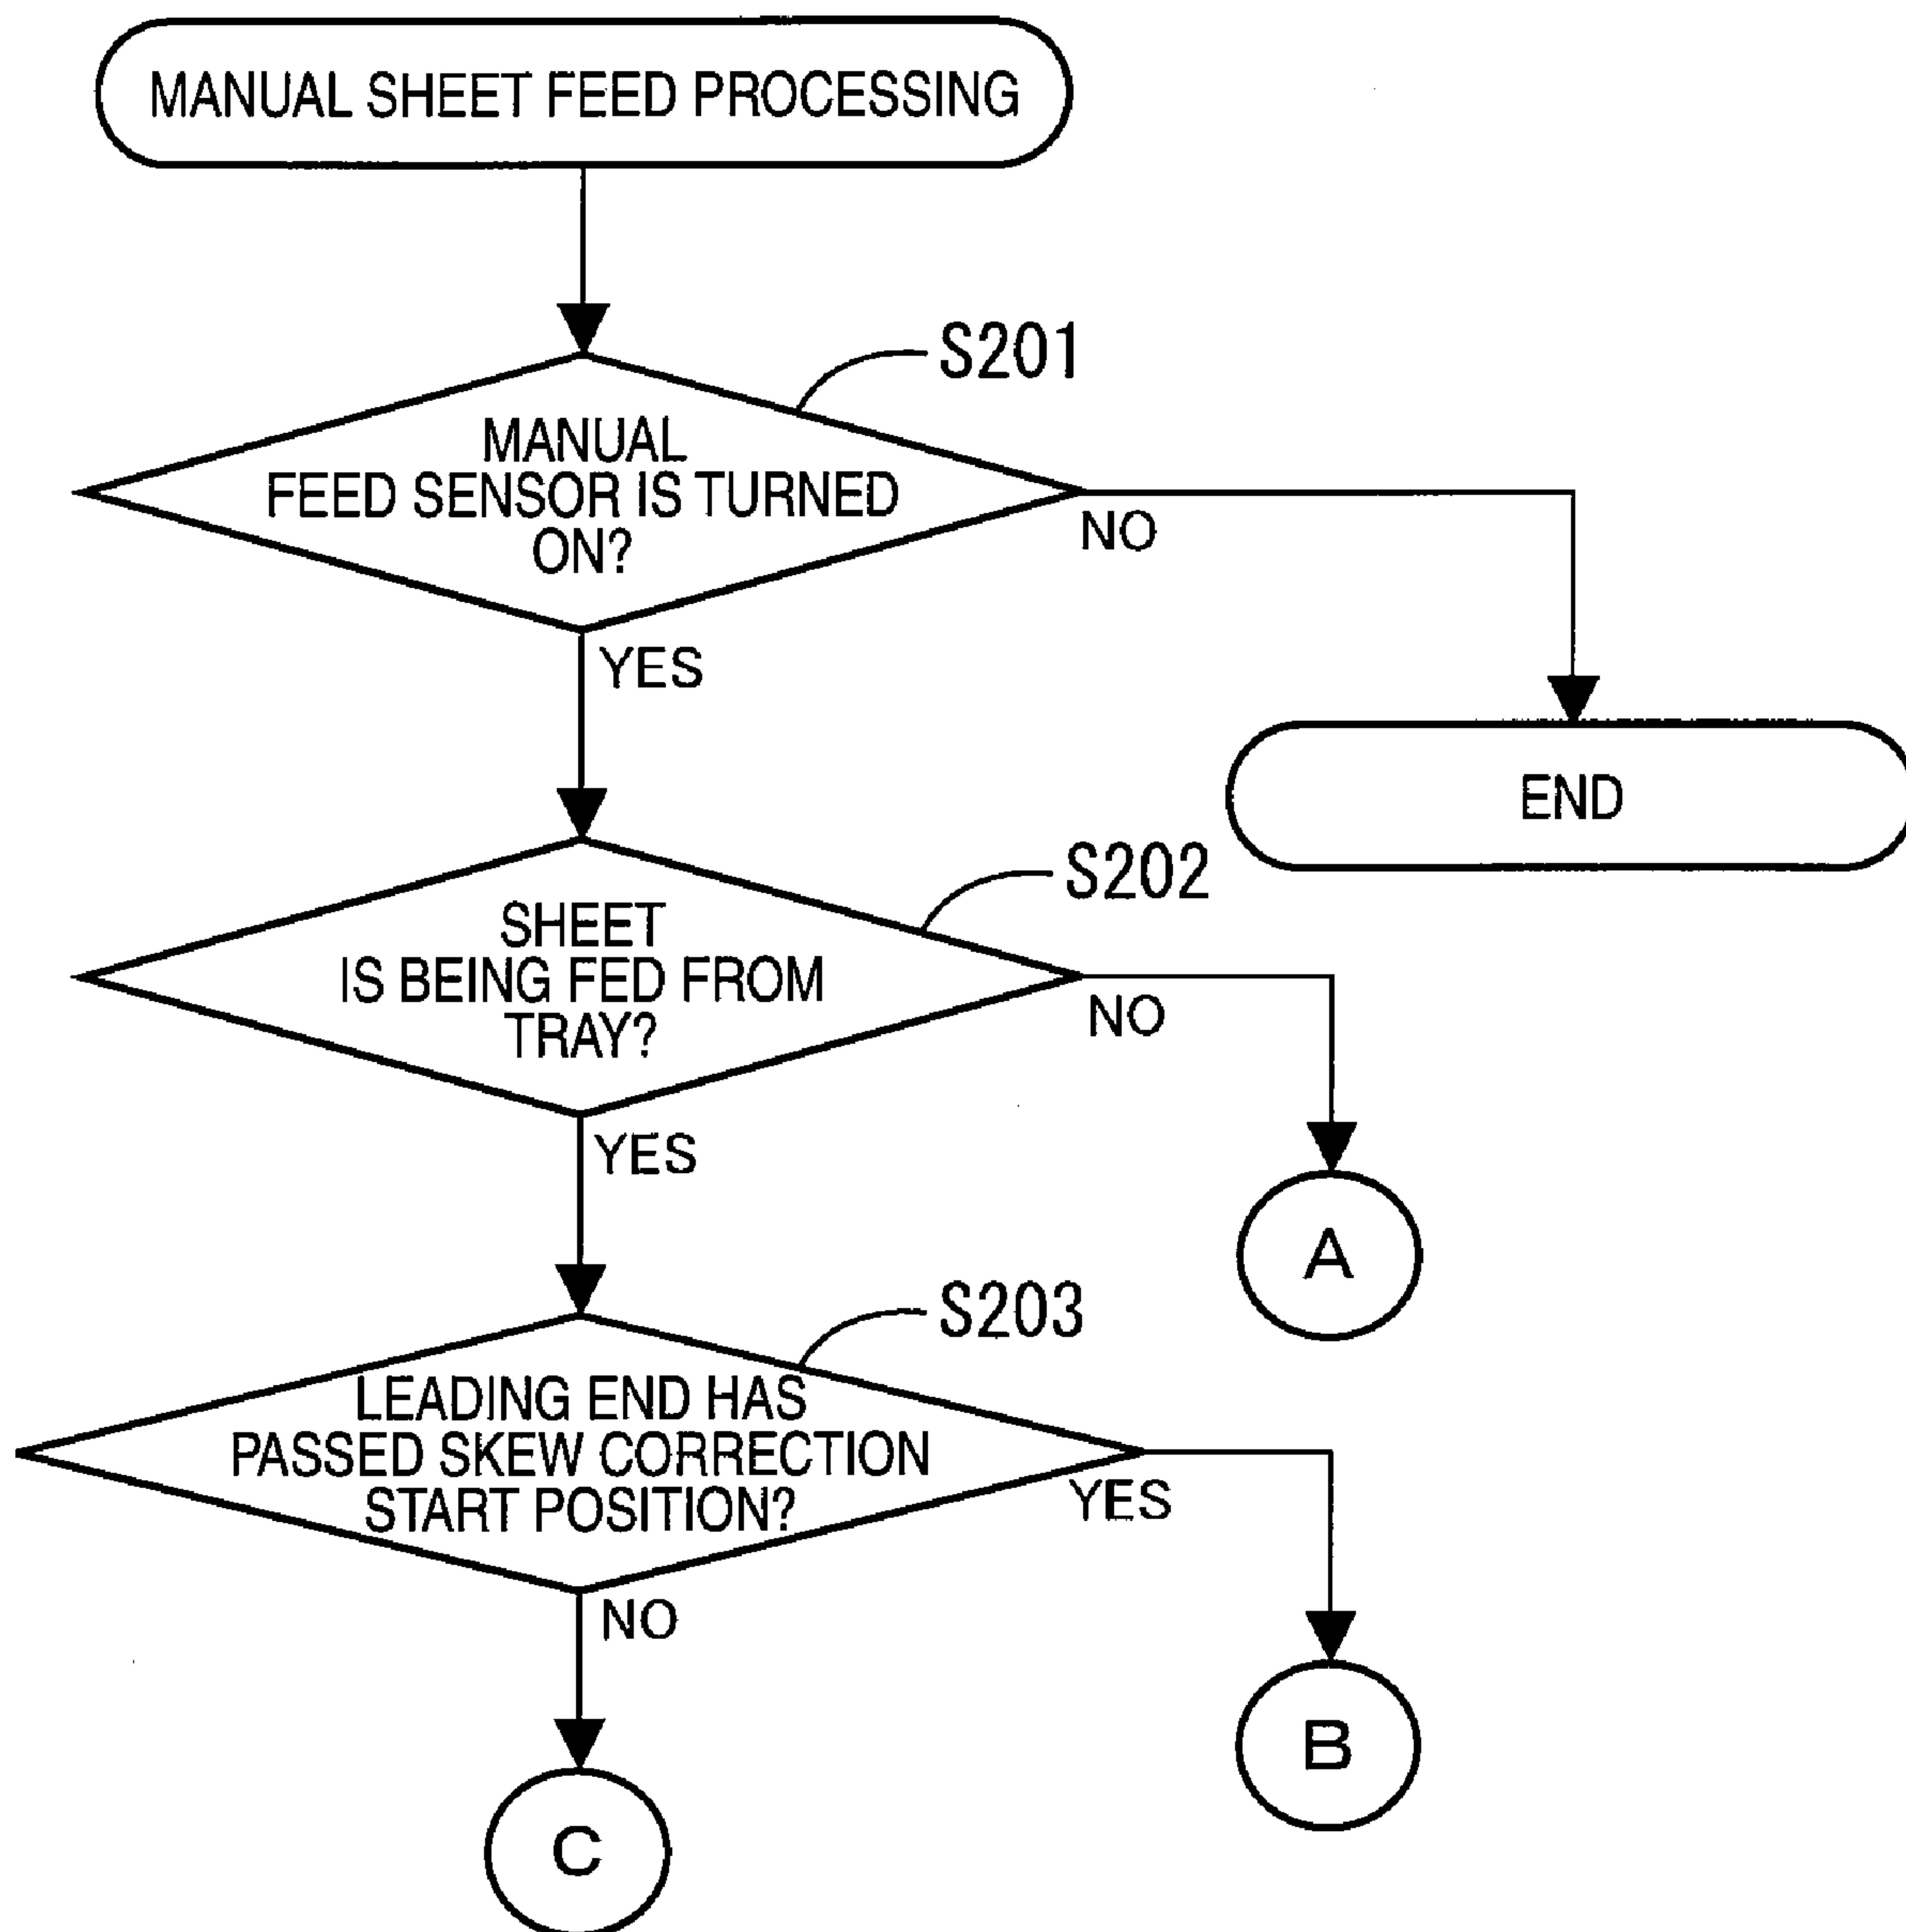 MANUAL SHEET FEED PROCESSING
S201
MANUAL
FEED SENSOR IS TURNED
ON?
NO
YES
END
S202
SHEET
IS BEING FED FROM
TRAY?
NO
YES
A
S203
LEADING END HAS
PASSED SKEW CORRECTION
START POSITION?
YES
NO
B
C